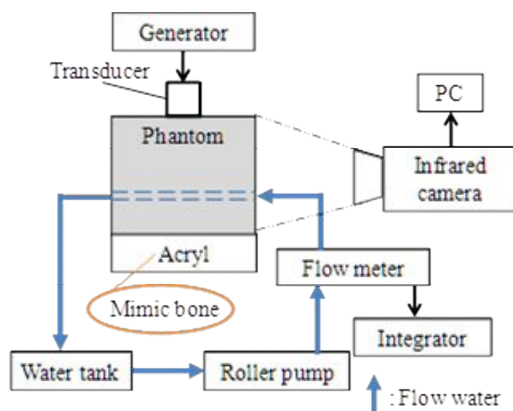 Generator
Transducer
PC
Phantom
Infrared
camera
Acryl
Flow meter
Mimic bone
Integrator
Water tank
Roller pump
: Flow water